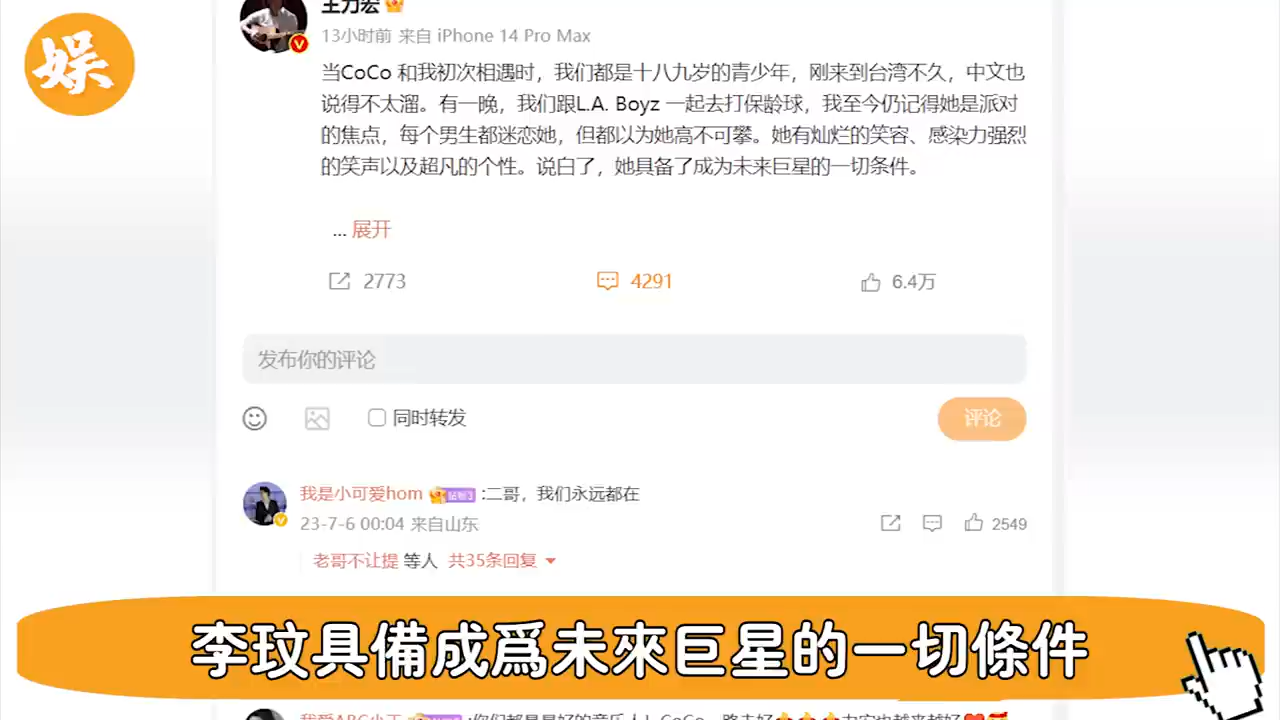 娱
王力宏
13小时前 来自 iPhone 14 Pro Max
当CoCo 和我初次相遇时，我们都是十八九岁的青少年，刚来到台湾不久，中文也
说得不太溜。有一晚，我们跟L.A. Boyz 一起去打保龄球，我至今仍记得她是派对
的焦点，每个男生都迷恋她，但都以为她高不可攀。她有灿烂的笑容、感染力强烈
的笑声以及超凡的个性。说白了，她具备了成为未来巨星的一切条件。
... 展开
2773 4291 6.4万
发布你的评论
同时转发 评论
我是小可爱hom :二哥，我们永远都在
23-7-6 00:04 来自山东 2549
老哥不让提 等人 共35条回复
李玟具備成爲未來巨星的一切條件